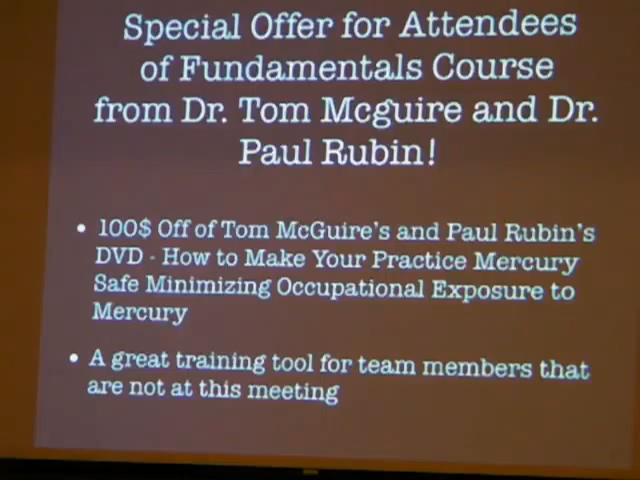 Special Offer for Attendees
of Fundamentals Course
from Dr. Tom Mcguire and Dr.
Paul Rubin!
• 100$ Off of Tom McGuire's and Paul Rubin's
DVD - How to Make Your Practice Mercury
Safe Minimizing Occupational Exposure to
Mercury
• A great training tool for team members that
are not at this meeting